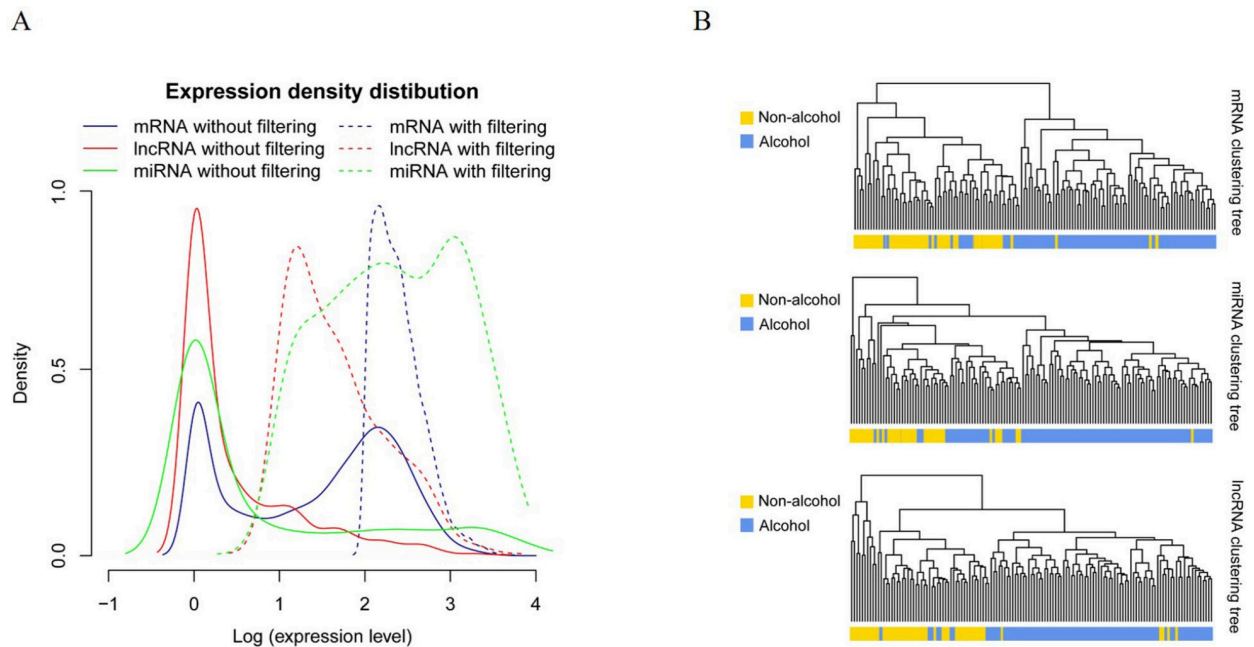 A
Expression density distibution
mRNA without filtering
lncRNA without filtering
miRNA without filtering
mRNA with filtering
lncRNA with filtering
miRNA with filtering
Density
1.0
0.5
0.0
−1 0 1 2 3 4
Log (expression level)
B
Non-alcohol
Alcohol
mRNA clustering tree
Non-alcohol
Alcohol
miRNA clustering tree
Non-alcohol
Alcohol
lncRNA clustering tree